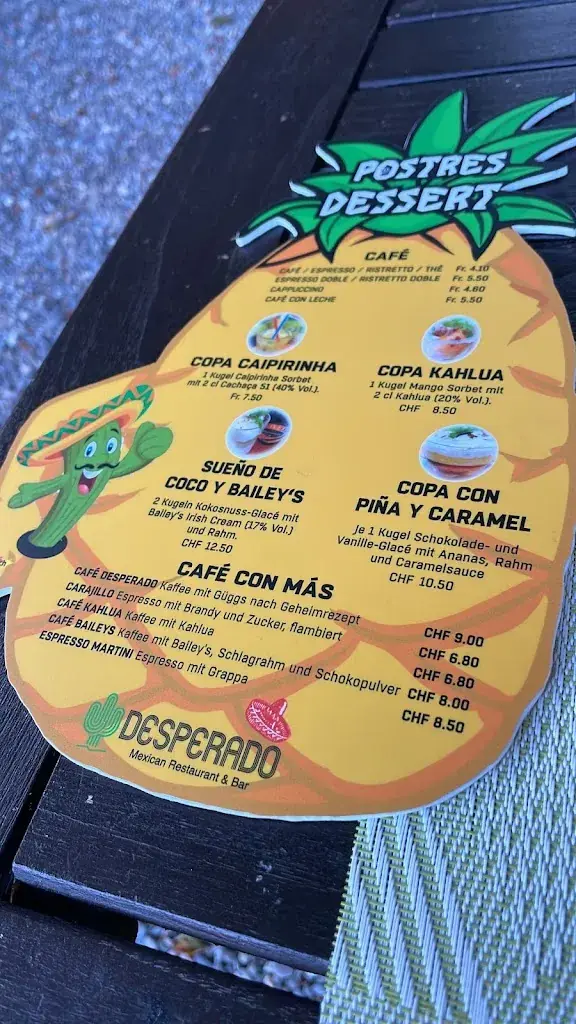 POSTRES
DESSERT
CAFÉ
CAFÉ / ESPRESSO / RISTRETTO / THÉ Fr. 4.10
ESPRESSO DOBLE / RISTRETTO DOBLE Fr. 5.50
CAPPUCCINO Fr. 4.60
CAFÉ CON LECHE Fr. 5.50
COPA CAIPIRINHA
1 Kugel Caipirinha Sorbet
mit 2 cl Cachaça 51 (40% Vol.).
Fr. 7.50
COPA KAHLUA
1 Kugel Mango Sorbet mit
2 cl Kahlua (20% Vol.).
CHF 8.50
SUEÑO DE
COCO Y BAILEY'S
2 Kugeln Kokosnuss-Glacé mit
Bailey's Irish Cream (17% Vol.)
und Rahm.
CHF 12.50
COPA CON
PIÑA Y CARAMEL
Je 1 Kugel Schokolade- und
Vanille-Glacé mit Ananas, Rahm
und Caramelsauce
CHF 10.50
CAFÉ CON MÁS
CAFÉ DESPERADO Kaffee mit Güggs nach Geheimrezept CHF 9.00
CARAJILLO Espresso mit Brandy und Zucker, flambiert CHF 6.80
CAFÉ KAHLUA Kaffee mit Kahlua CHF 6.80
CAFÉ BAILEYS Kaffee mit Bailey's, Schlagrahm und Schokopulver CHF 8.00
ESPRESSO MARTINI Espresso mit Grappa CHF 8.50
DESPERADO
Mexican Restaurant & Bar